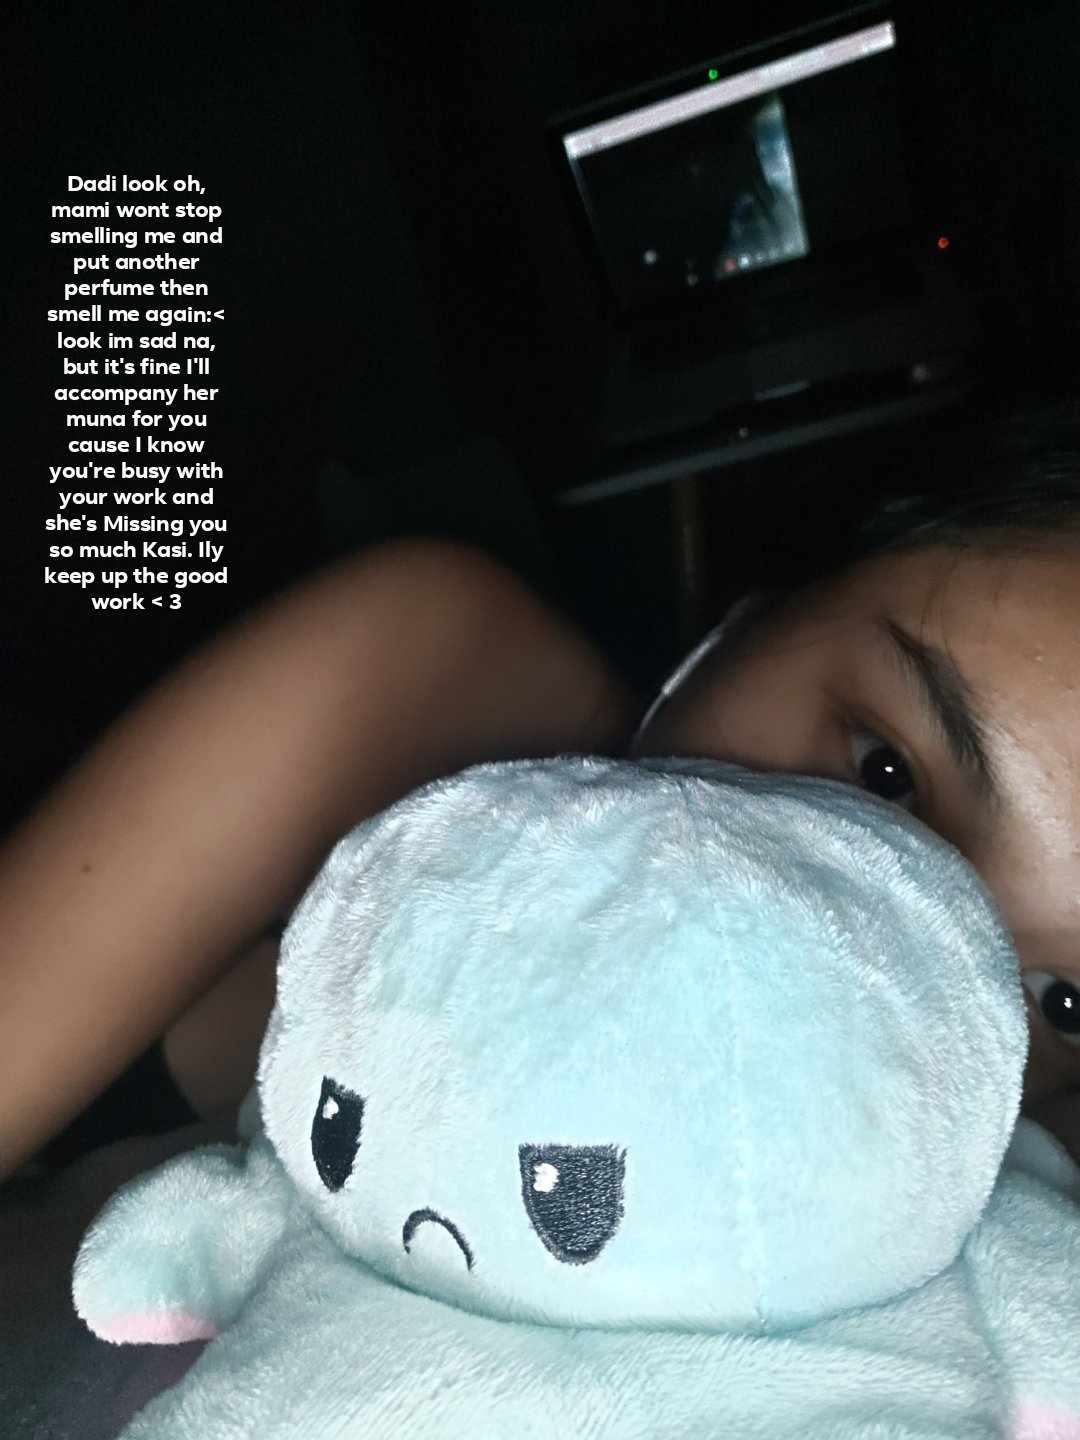 Dadi look oh,
mami wont stop
smelling me and
put another
perfume then
smell me again:<
look im sad na,
but it's fine I'll
accompany her
muna for you
cause I know
you're busy with
your work and
she's Missing you
so much Kasi. Ily
keep up the good
work < 3